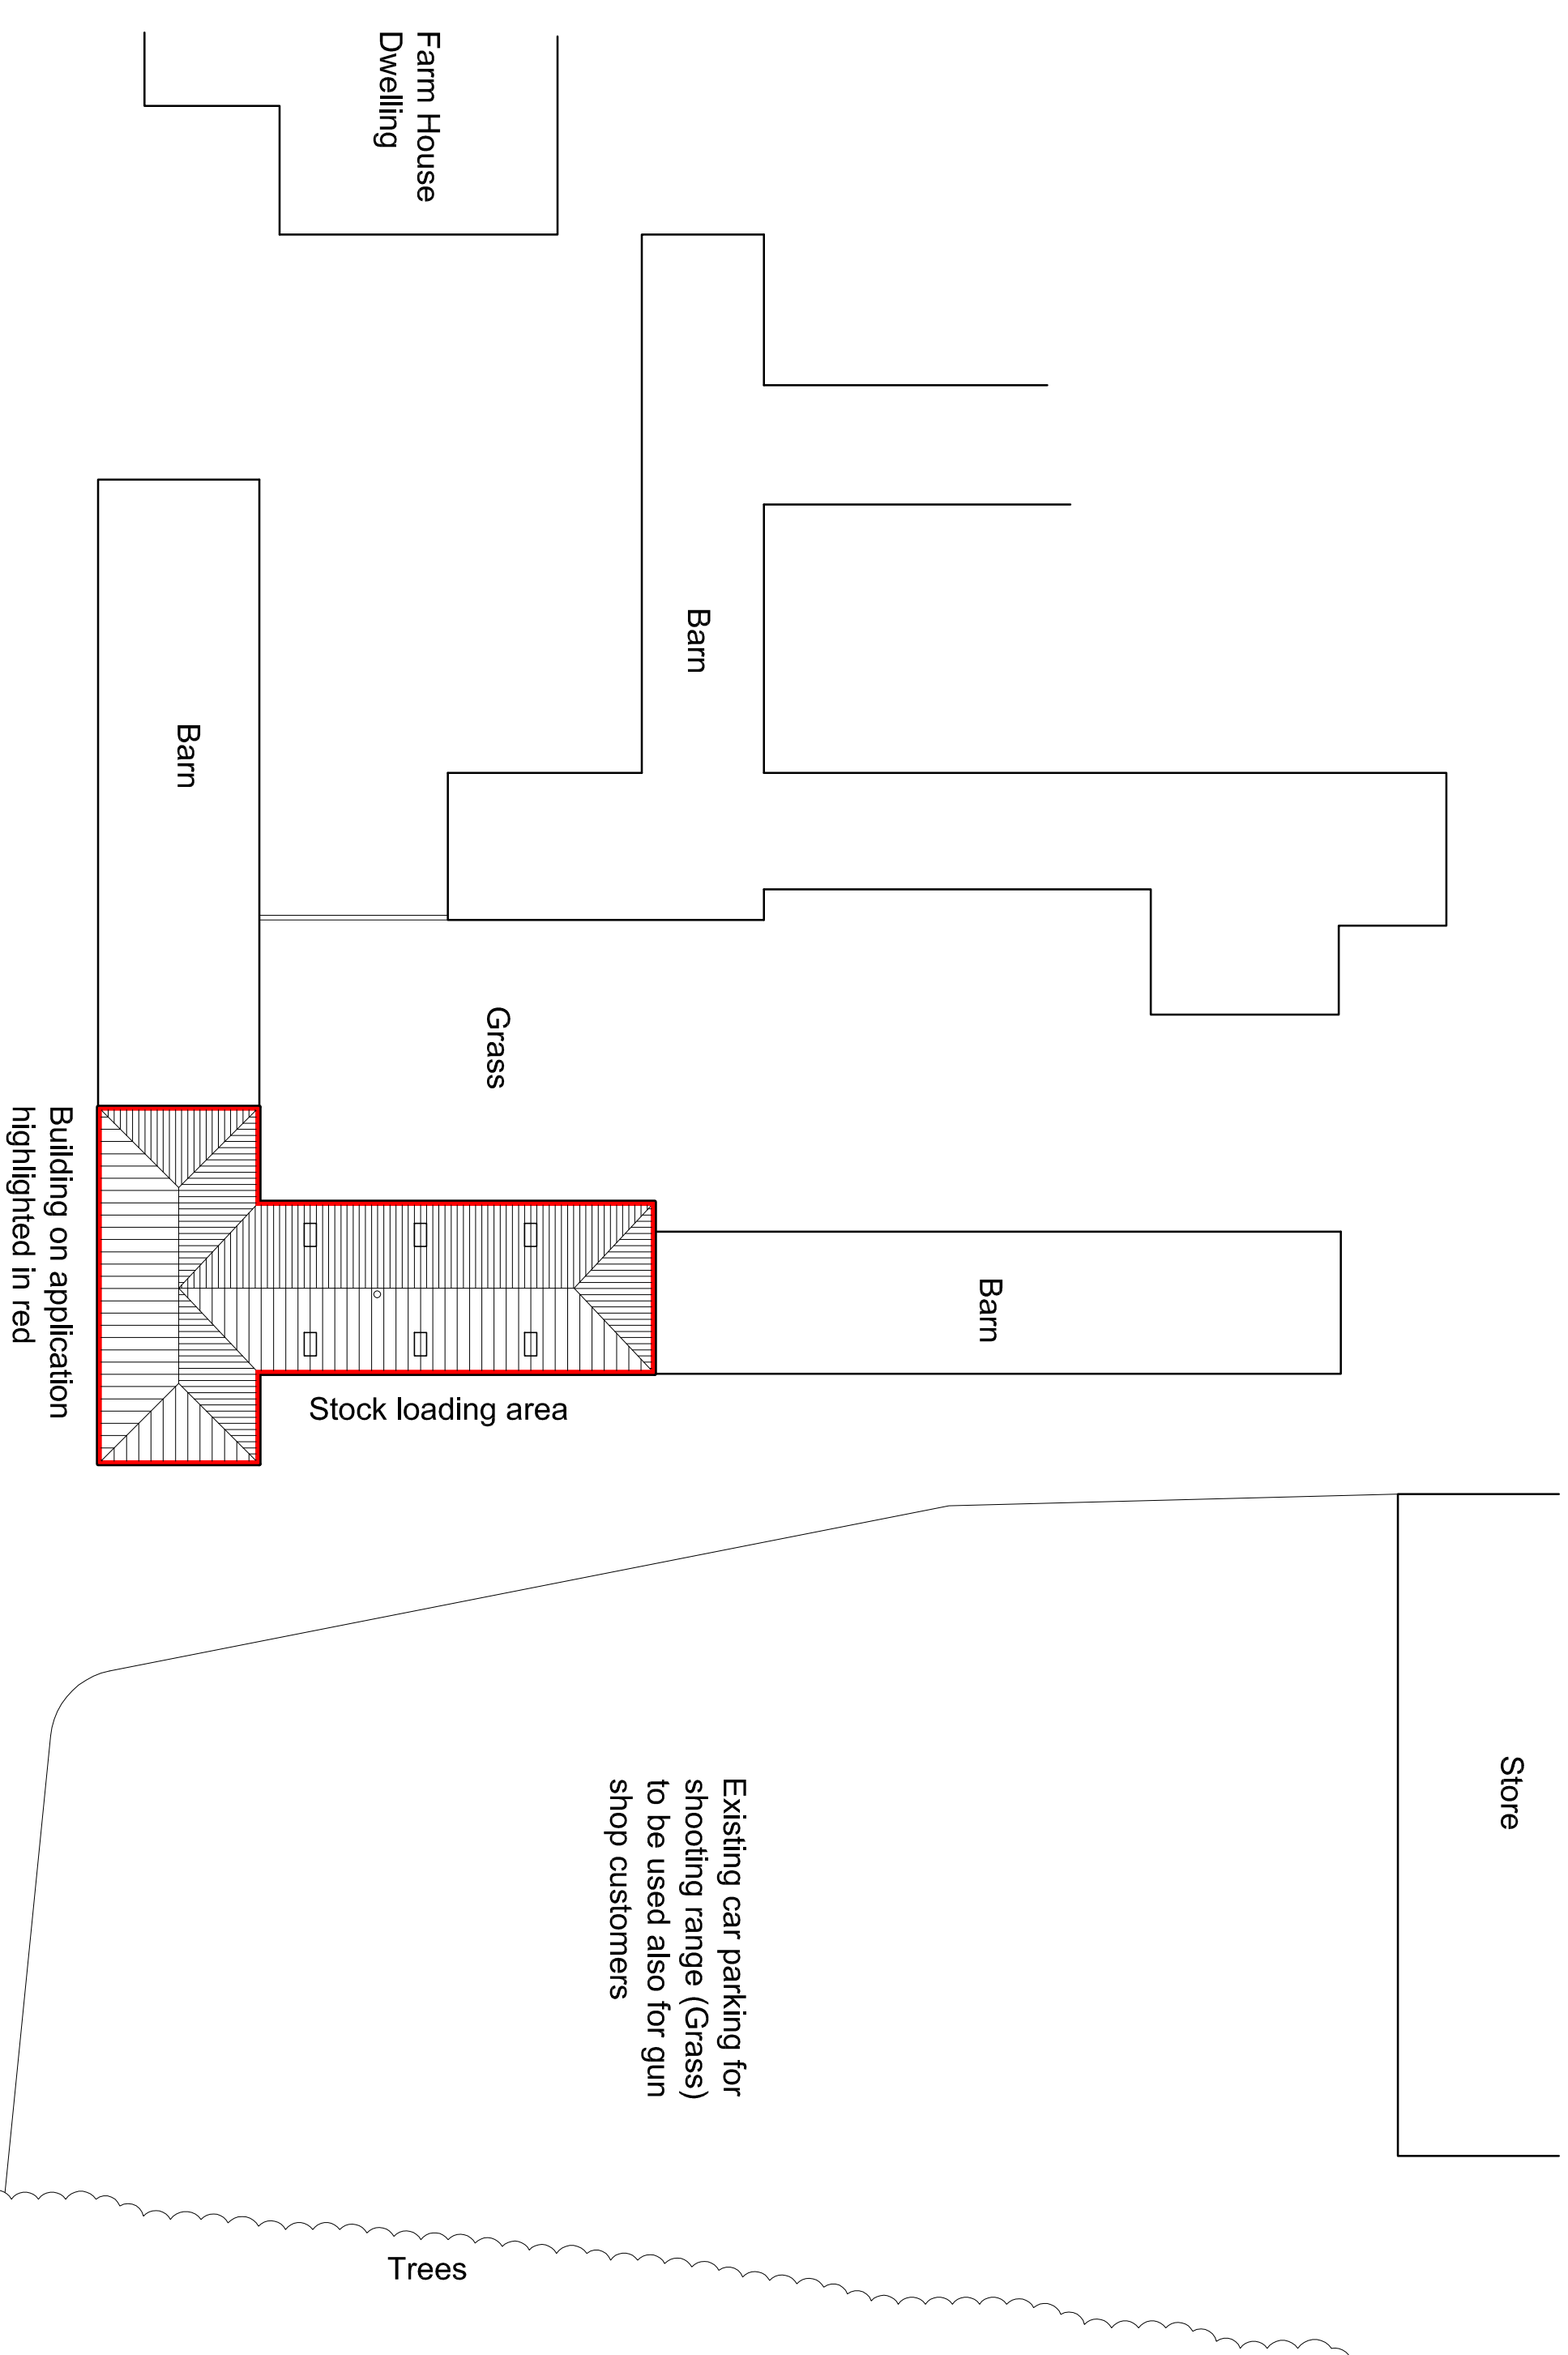 Farm House
Dwelling
Barn
Barn
Grass
Building on application
highlighted in red
Barn
Stock loading area
Store
Existing car parking for
shooting range (Grass)
to be used also for gun
shop customers
Trees